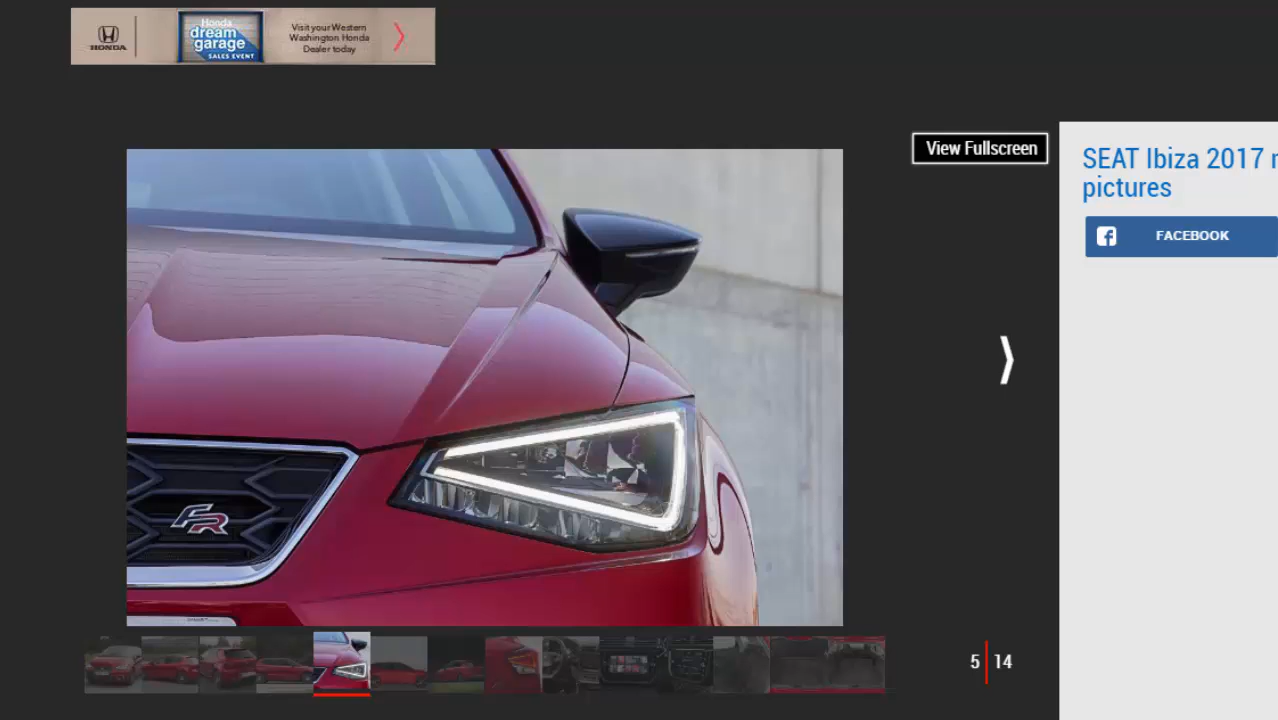 HONDA
Honda
dream
garage
SALES EVENT
Visit your Western
Washington Honda
Dealer today
View Fullscreen
SEAT Ibiza 2017 r
pictures
FACEBOOK
FR
5 14